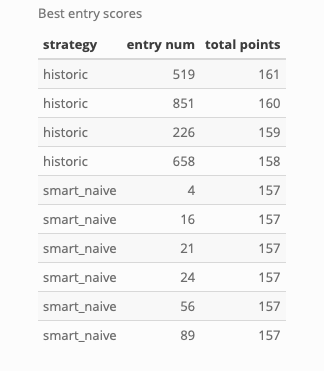 Best entry scores
strategy entry num total points
historic 519 161
historic 851 160
historic 226 159
historic 658 158
smart_naive 4 157
smart_naive 16 157
smart_naive 21 157
smart_naive 24 157
smart_naive 56 157
smart_naive 89 157